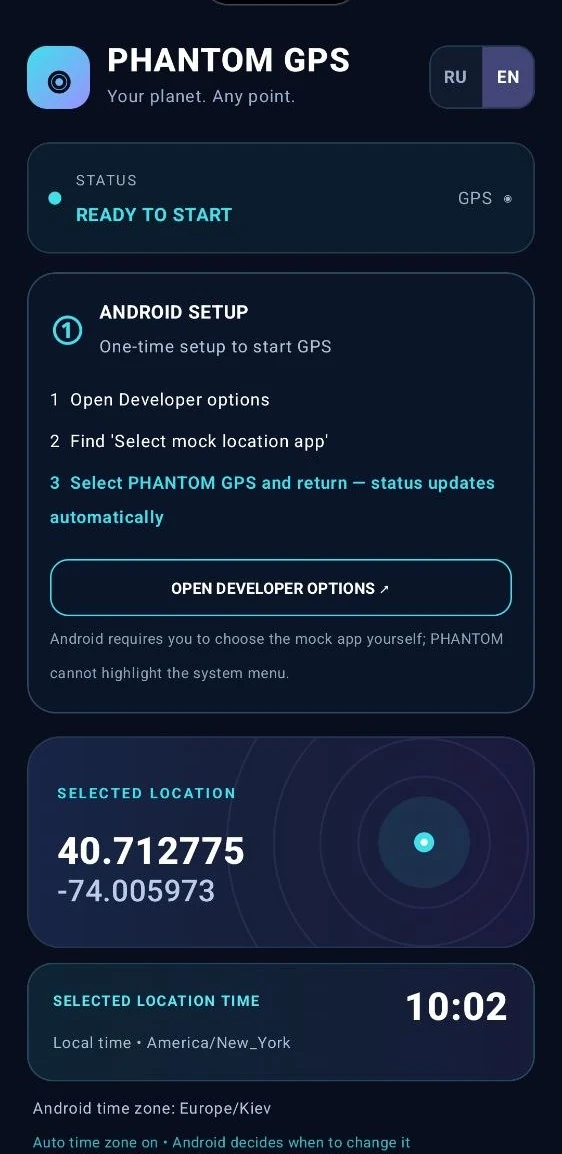 PHANTOM GPS
Your planet. Any point.
RU EN
STATUS
READY TO START
GPS
1 ANDROID SETUP
One-time setup to start GPS
1 Open Developer options
2 Find 'Select mock location app'
3 Select PHANTOM GPS and return — status updates
automatically
OPEN DEVELOPER OPTIONS ↗
Android requires you to choose the mock app yourself; PHANTOM
cannot highlight the system menu.
SELECTED LOCATION
40.712775
-74.005973
SELECTED LOCATION TIME
10:02
Local time • America/New_York
Android time zone: Europe/Kiev
Auto time zone on • Android decides when to change it